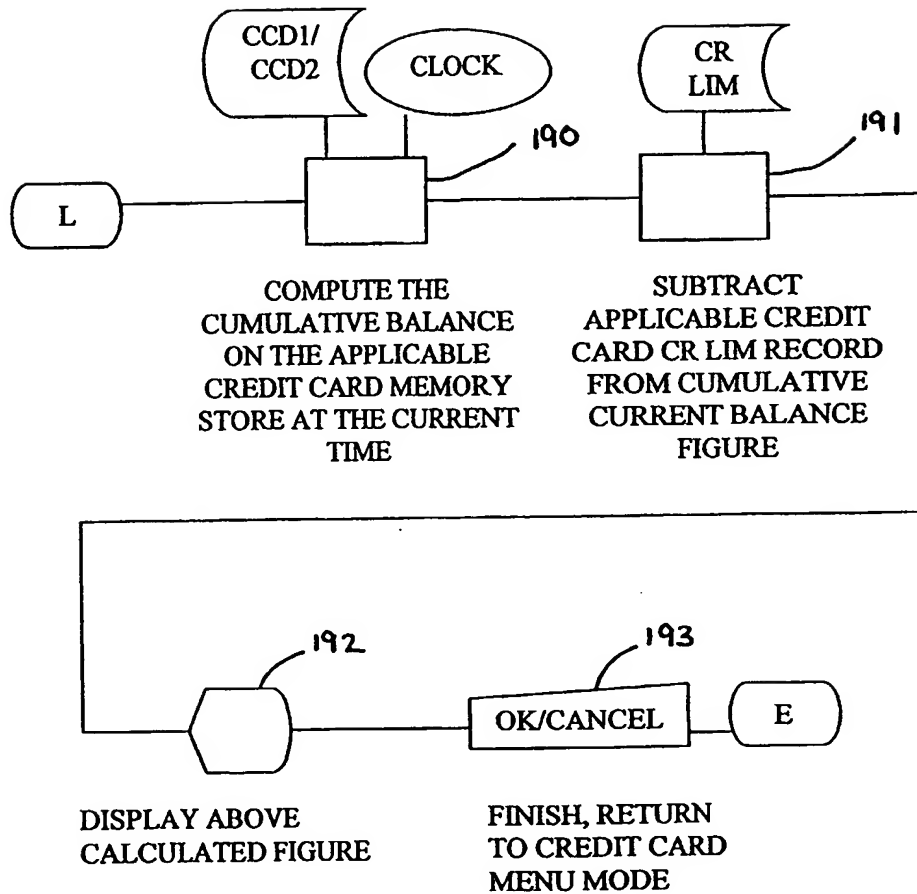 CCD1/
CCD2
CLOCK
CR
LIM
190
191
L
COMPUTE THE
CUMULATIVE BALANCE
ON THE APPLICABLE
CREDIT CARD MEMORY
STORE AT THE CURRENT
TIME
SUBTRACT
APPLICABLE CREDIT
CARD CR LIM RECORD
FROM CUMULATIVE
CURRENT BALANCE
FIGURE
192
193
OK/CANCEL
E
DISPLAY ABOVE
CALCULATED FIGURE
FINISH, RETURN
TO CREDIT CARD
MENU MODE